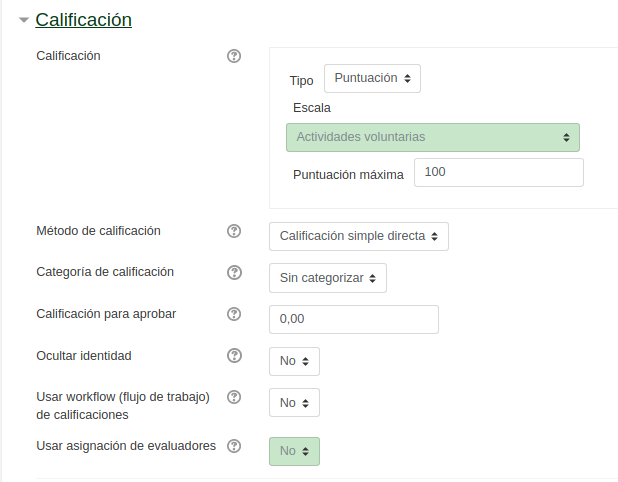 Calificación
Calificación
Tipo Puntuación
Escala
Actividades voluntarias
Puntuación máxima 100
Método de calificación Calificación simple directa
Categoría de calificación Sin categorizar
Calificación para aprobar 0,00
Ocultar identidad No
Usar workflow (flujo de trabajo)
de calificaciones No
Usar asignación de evaluadores No